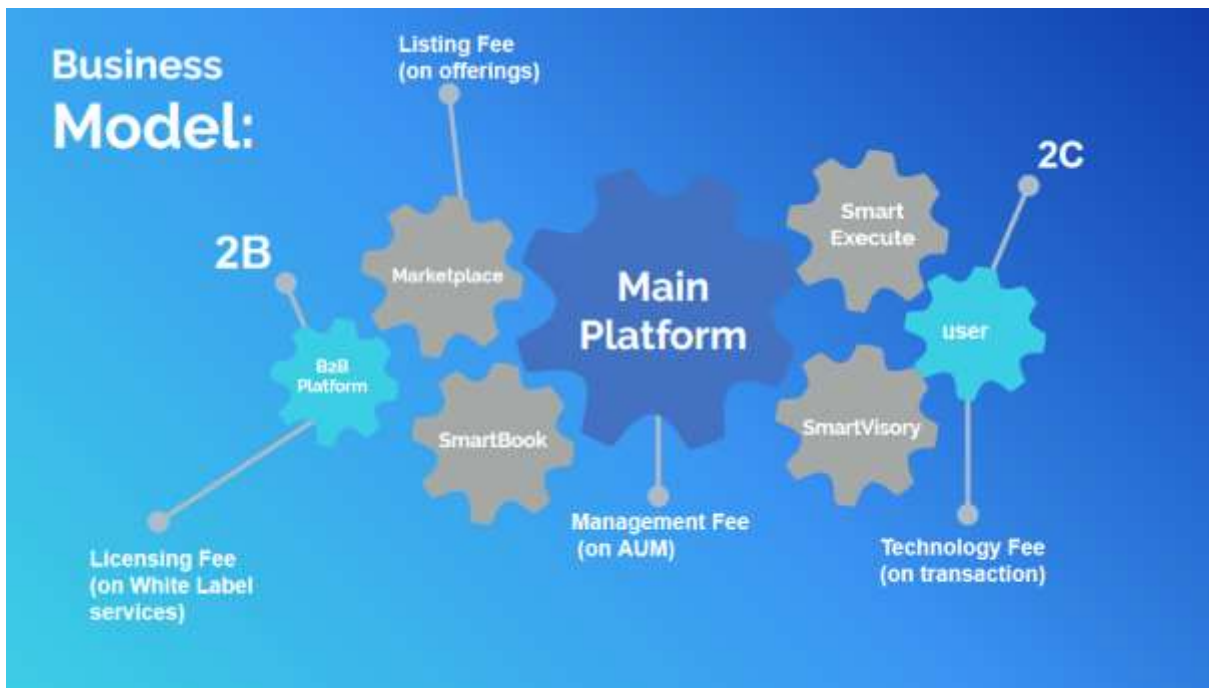 Business
Model:
Listing Fee
(on offerings)
2C
Smart
Execute
2B
Marketplace
Main
Platform
user
B2B
Platform
SmartBook
SmartVisory
Management Fee
(on AUM)
Technology Fee
(on transaction)
Licensing Fee
(on White Label
services)